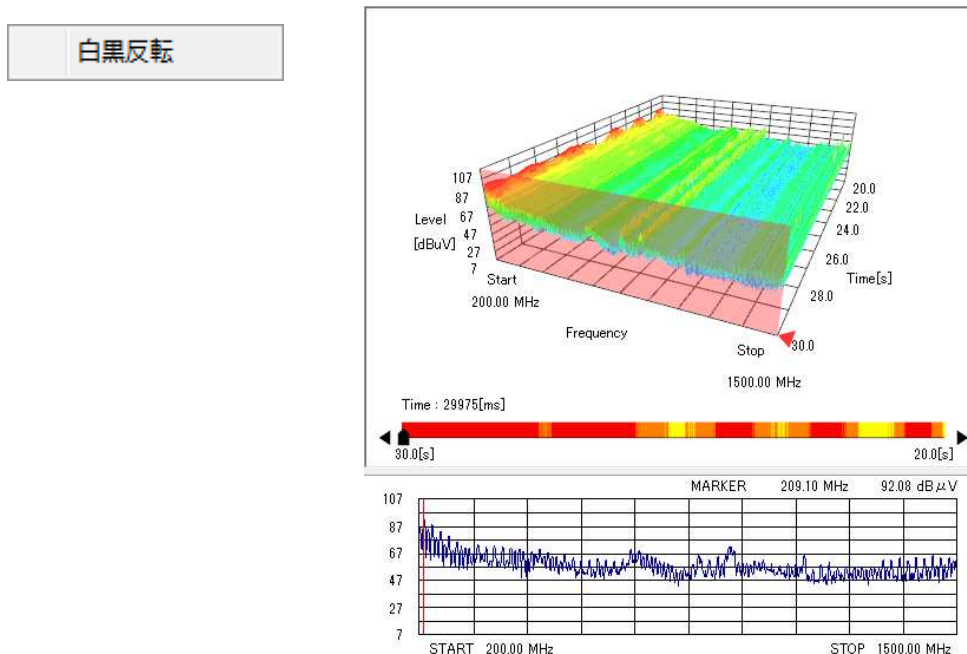 白黒反転
107
87
Level 67
47
[dBuV] 27
7
Start
200.00 MHz
Frequency
Stop
1500.00 MHz
20.0
22.0
24.0
26.0
Time[s]
28.0
30.0
Time : 29975[ms]
30.0[s] 20.0[s]
MARKER 209.10 MHz 92.08 dBμV
107
87
67
47
27
7
START 200.00 MHz STOP 1500.00 MHz